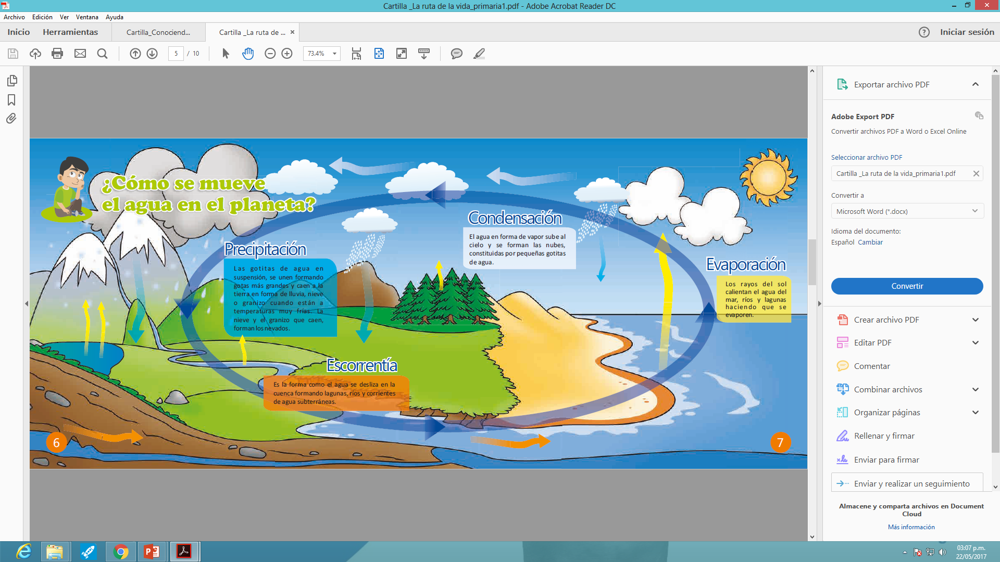 Cartilla _La ruta de la vida_primaria1.pdf - Adobe Acrobat Reader DC
Archivo Edición Ver Ventana Ayuda
Inicio Herramientas Cartilla_Conociend... Cartilla _La ruta de ... Iniciar sesión
5 / 10 73.4%
¿Cómo se mueve
el agua en el planeta?
Condensación
El agua en forma de vapor sube al
cielo y se forman las nubes,
constituidas por pequeñas gotitas
de agua.
Precipitación
Las gotitas de agua en
suspensión, se unen formando
gotas más grandes y caen a la
tierra en forma de lluvia, nieve
o granizo cuando están a
temperaturas muy frías. La
nieve y el granizo que caen,
forman los nevados.
Evaporación
Los rayos del sol
calientan el agua del
mar, ríos y lagunas
haciendo que se
evaporen.
Escorrentía
Es la forma como el agua se desliza en la
cuenca formando lagunas, ríos y corrientes
de agua subterráneas.
6
7
Exportar archivo PDF
Adobe Export PDF
Convertir archivos PDF a Word o Excel Online
Seleccionar archivo PDF
Cartilla _La ruta de la vida_primaria1.pdf
Convertir a
Microsoft Word (*.docx)
Idioma del documento:
Español Cambiar
Convertir
Crear archivo PDF
Editar PDF
Comentar
Combinar archivos
Organizar páginas
Rellenar y firmar
Enviar para firmar
Enviar y realizar un seguimiento
Almacene y comparta archivos en Document
Cloud
Más información
03:07 p.m.
22/05/2017